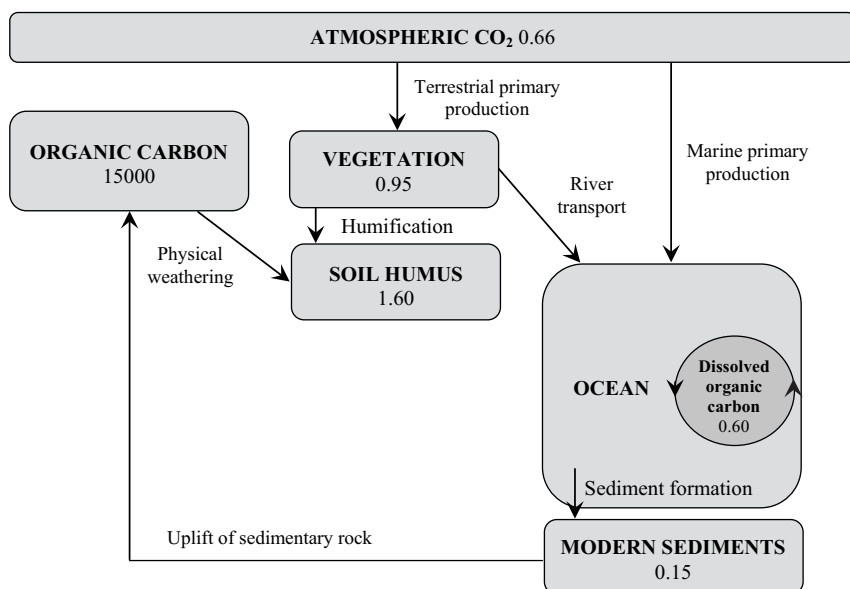 ATMOSPHERIC CO₂ 0.66
Terrestrial primary
production
ORGANIC CARBON
15000
VEGETATION
0.95
Marine primary
production
River
transport
Humification
Physical
weathering
SOIL HUMUS
1.60
OCEAN
Dissolved
organic
carbon
0.60
Sediment formation
Uplift of sedimentary rock
MODERN SEDIMENTS
0.15